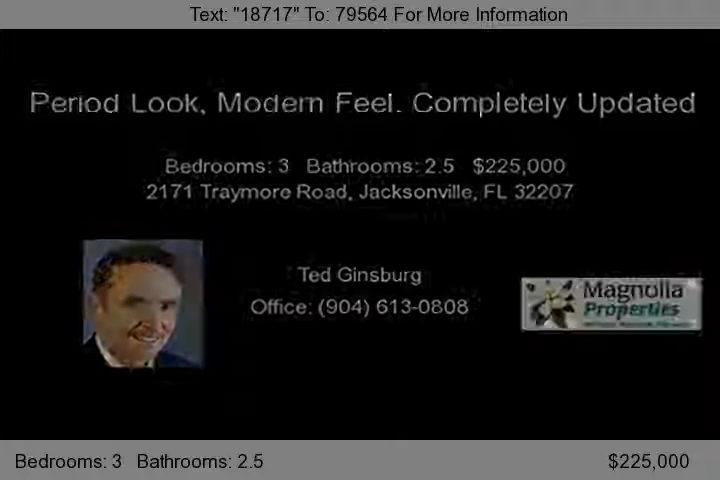 Text: "18717" To: 79564 For More Information
Period Look, Modern Feel. Completely Updated
Bedrooms: 3 Bathrooms: 2.5 $225,000
2171 Traymore Road, Jacksonville, FL 32207
Ted Ginsburg
Office: (904) 613-0808
Magnolia
Properties
Bedrooms: 3 Bathrooms: 2.5 $225,000